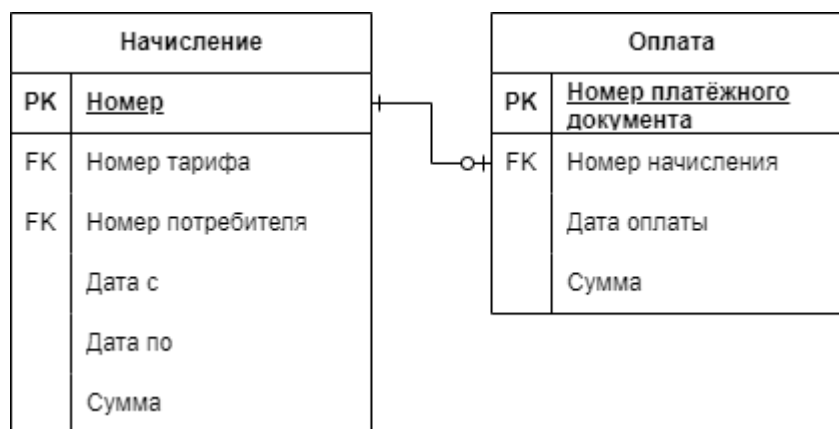 Начисление
PK Номер
FK Номер тарифа
FK Номер потребителя
Дата с
Дата по
Сумма
Оплата
PK Номер платёжного
документа
FK Номер начисления
Дата оплаты
Сумма